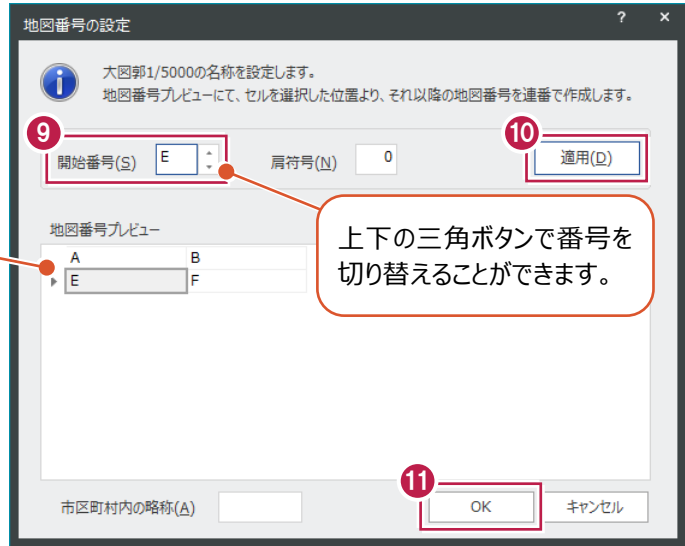 地図番号の設定 ? ×
大図郭1/5000の名称を設定します。
地図番号プレビューにて、セルを選択した位置より、それ以降の地図番号を連番で作成します。
9 10
開始番号(S) E 肩符号(N) 0 適用(D)
上下の三角ボタンで番号を
切り替えることができます。
地図番号プレビュー
A B
E F
11
市区町村内の略称(A) OK キャンセル